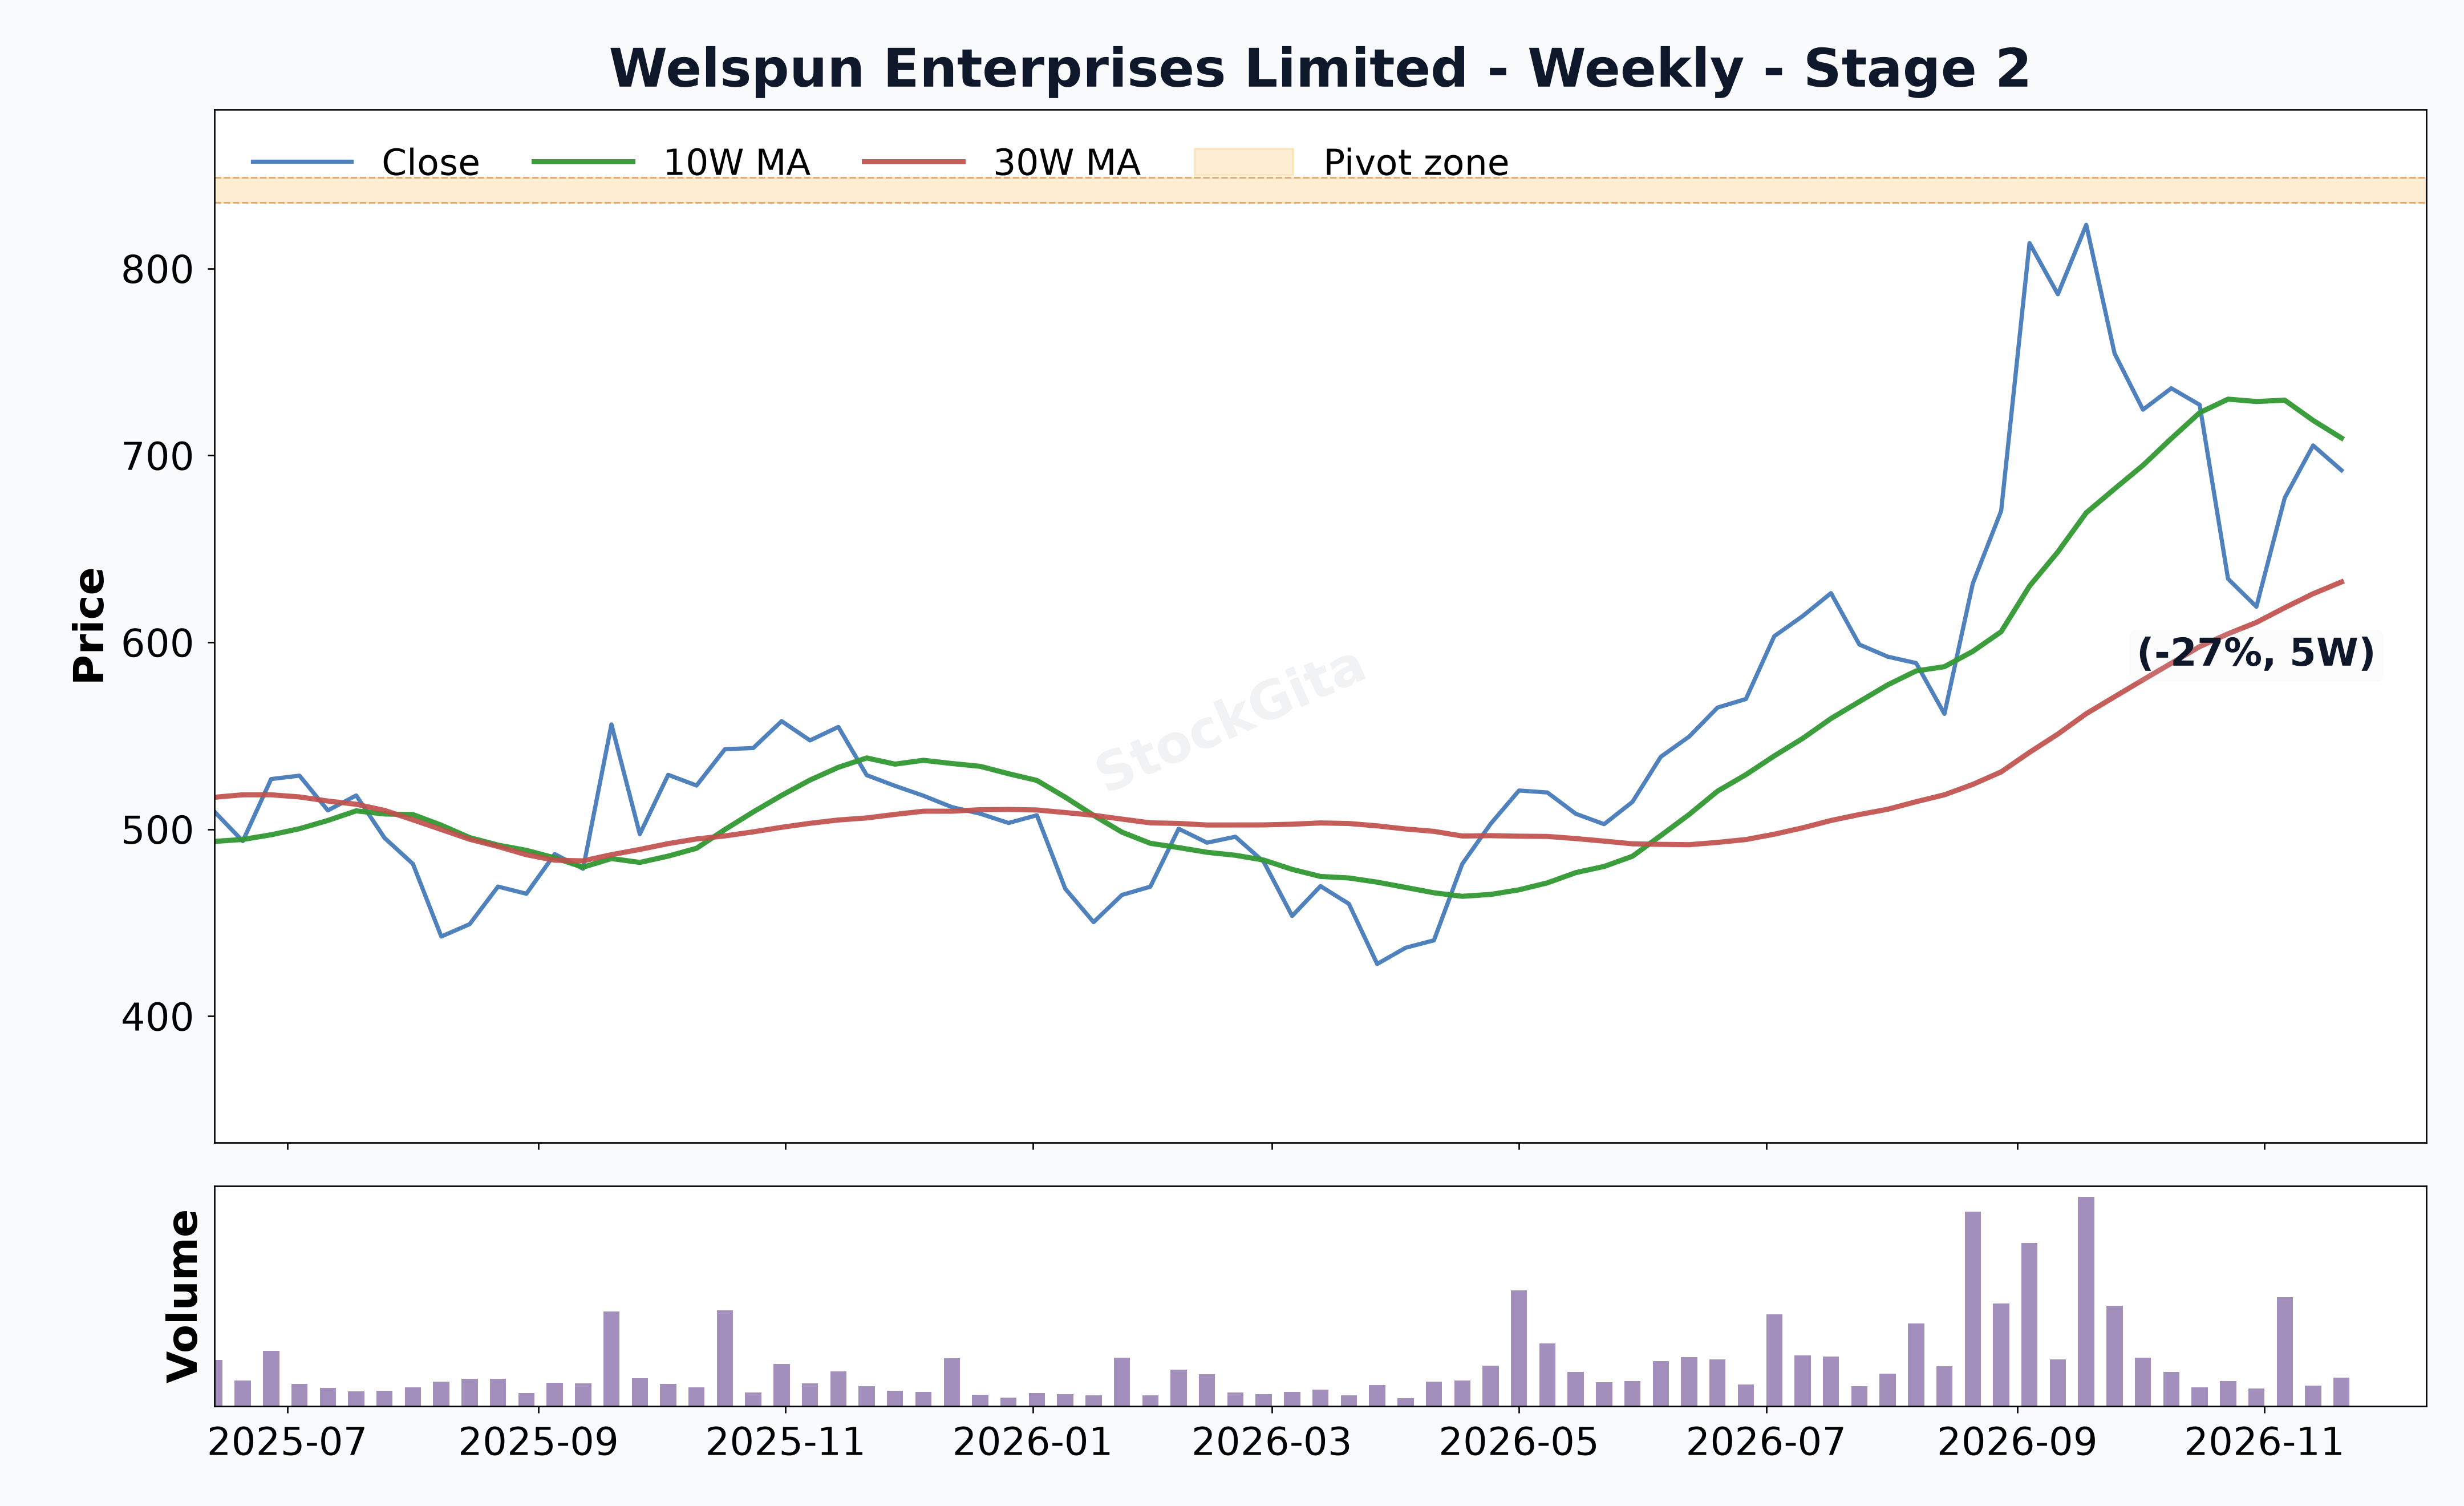 Welspun Enterprises Limited - Weekly - Stage 2
Close 10W MA 30W MA Pivot zone
Price
800
700
600
500
400
StockGita
(-27%, 5W)
Volume
2025-07 2025-09 2025-11 2026-01 2026-03 2026-05 2026-07 2026-09 2026-11